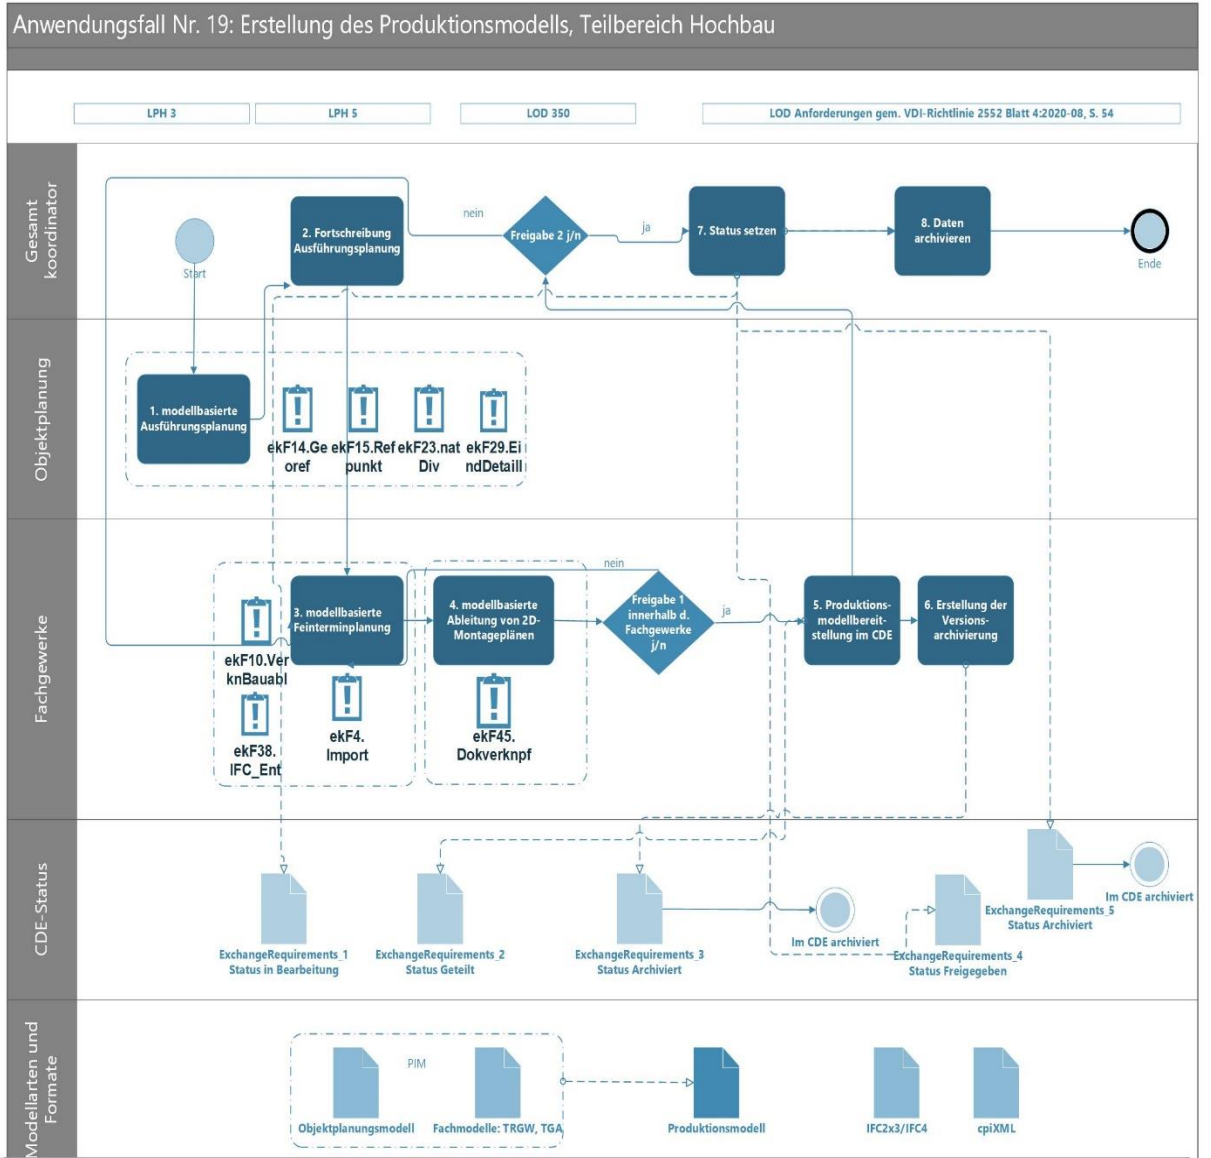 Anwendungsfall Nr. 19: Erstellung des Produktionsmodells, Teilbereich Hochbau
LPH 3
LPH 5
LOD 350
LOD Anforderungen gem. VDI-Richtlinie 2552 Blatt 4:2020-08, S. 54
Gesamt
koordinator
Start
2. Fortschreibung
Ausführungsplanung
nein
Freigabe 2 j/n
ja
7. Status setzen
8. Daten
archivieren
Ende
Objektplanung
1. modellbasierte
Ausführungsplanung
ekF14.Ge
oref
ekF15.Ref
punkt
ekF23.nat
Div
ekF29.Ei
ndDetaill
Fachgewerke
3. modellbasierte
Feinterminplanung
ekF10.Ver
knBauabl
ekF38.
IFC_Ent
ekF4.
Import
4. modellbasierte
Ableitung von 2D-
Montageplänen
ekF45.
Dokverknpf
nein
Freigabe 1
innerhalb d.
Fachgewerke
j/n
ja
5. Produktions-
modellbereit-
stellung im CDE
6. Erstellung der
Versions-
archivierung
CDE-Status
ExchangeRequirements_1
Status in Bearbeitung
ExchangeRequirements_2
Status Geteilt
ExchangeRequirements_3
Status Archiviert
Im CDE archiviert
ExchangeRequirements_4
Status Freigegeben
ExchangeRequirements_5
Status Archiviert
Im CDE archiviert
Modellarten und
Formate
PIM
Objektplanungsmodell
Fachmodelle: TRGW, TGA
Produktionsmodell
IFC2x3/IFC4
cpiXML